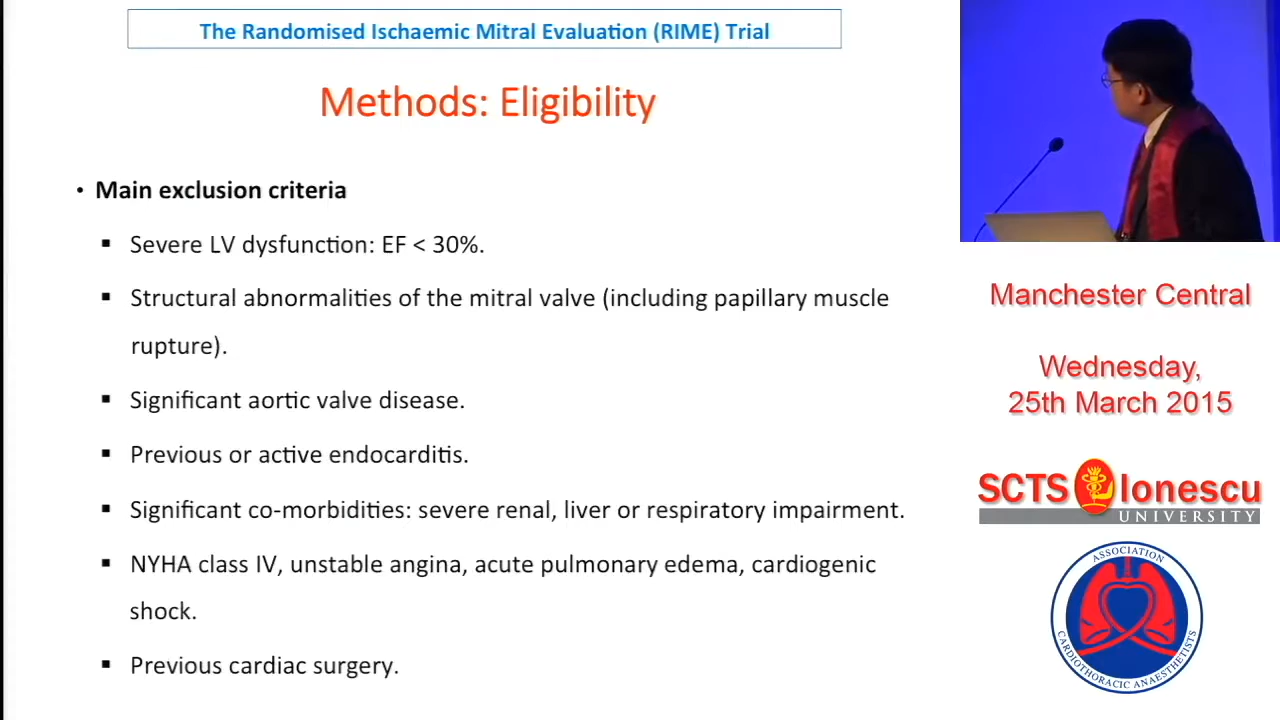 The Randomised Ischaemic Mitral Evaluation (RIME) Trial
Methods: Eligibility
• Main exclusion criteria
▪ Severe LV dysfunction: EF < 30%.
▪ Structural abnormalities of the mitral valve (including papillary muscle
rupture).
▪ Significant aortic valve disease.
▪ Previous or active endocarditis.
▪ Significant co-morbidities: severe renal, liver or respiratory impairment.
▪ NYHA class IV, unstable angina, acute pulmonary edema, cardiogenic
shock.
▪ Previous cardiac surgery.
Manchester Central
Wednesday,
25th March 2015
SCTS Ionescu
UNIVERSITY
ASSOCIATION
CARDIOTHORACIC ANAESTHETISTS